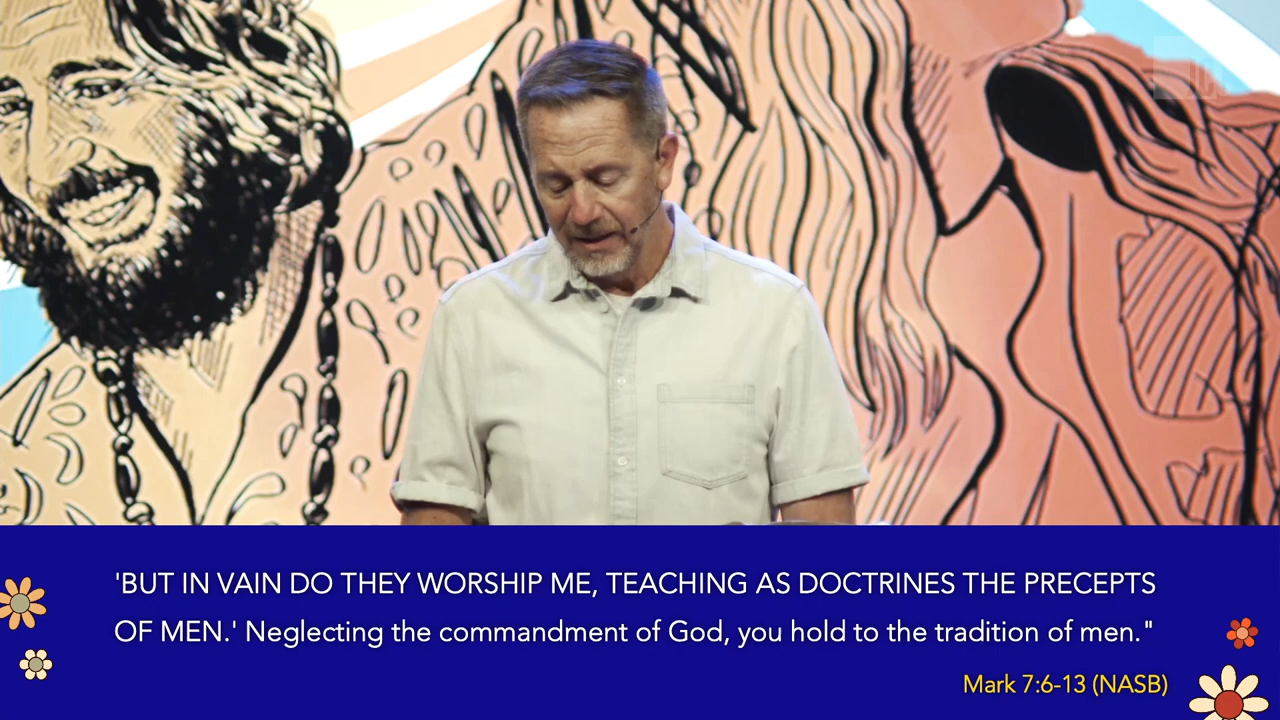 'BUT IN VAIN DO THEY WORSHIP ME, TEACHING AS DOCTRINES THE PRECEPTS
OF MEN.' Neglecting the commandment of God, you hold to the tradition of men."
Mark 7:6-13 (NASB)